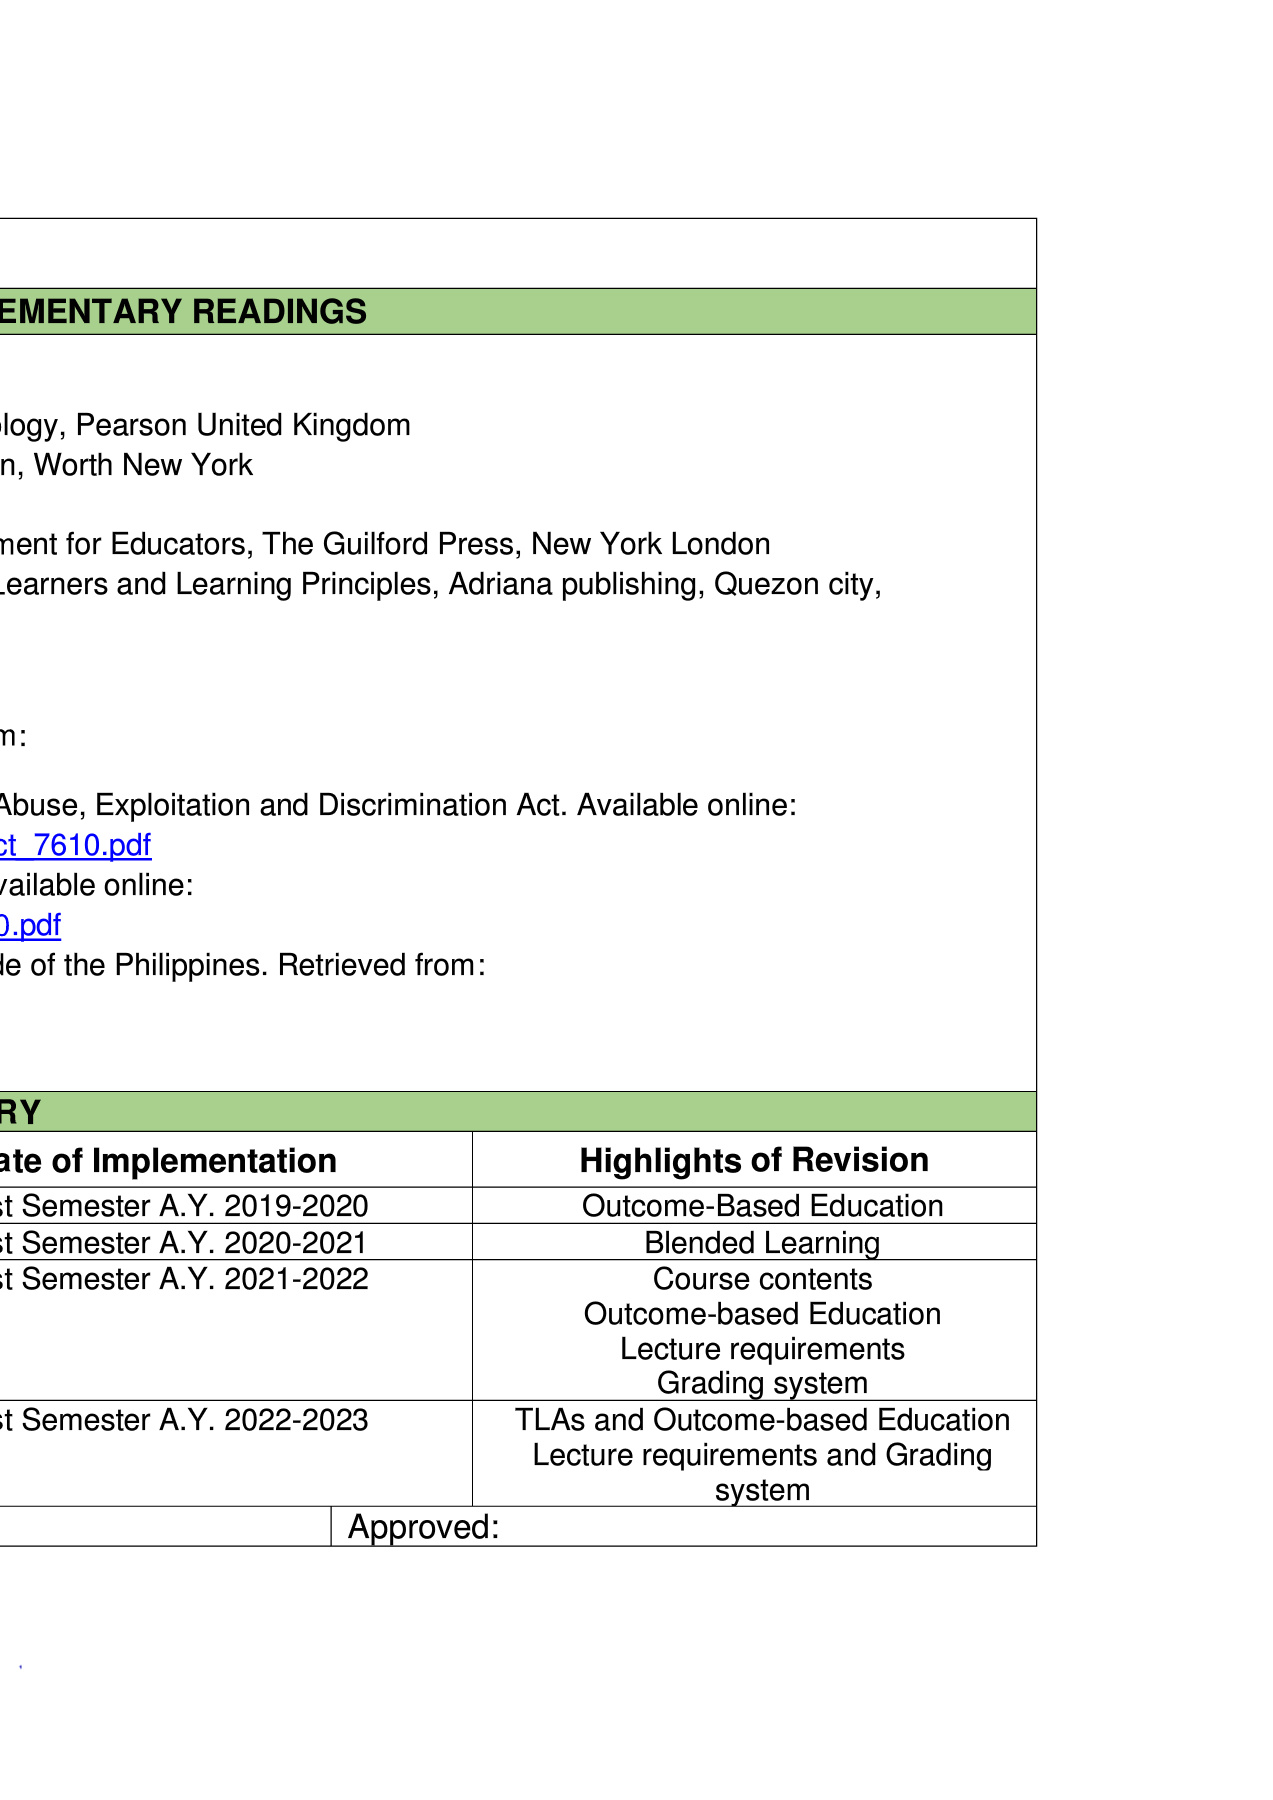 EMENTARY READINGS
ology, Pearson United Kingdom
n, Worth New York
ment for Educators, The Guilford Press, New York London
Learners and Learning Principles, Adriana publishing, Quezon city,
m:
Abuse, Exploitation and Discrimination Act. Available online:
ct_7610.pdf
vailable online:
0.pdf
de of the Philippines. Retrieved from:
RY
ate of Implementation Highlights of Revision
st Semester A.Y. 2019-2020 Outcome-Based Education
st Semester A.Y. 2020-2021 Blended Learning
st Semester A.Y. 2021-2022 Course contents
Outcome-based Education
Lecture requirements
Grading system
st Semester A.Y. 2022-2023 TLAs and Outcome-based Education
Lecture requirements and Grading
system
Approved: